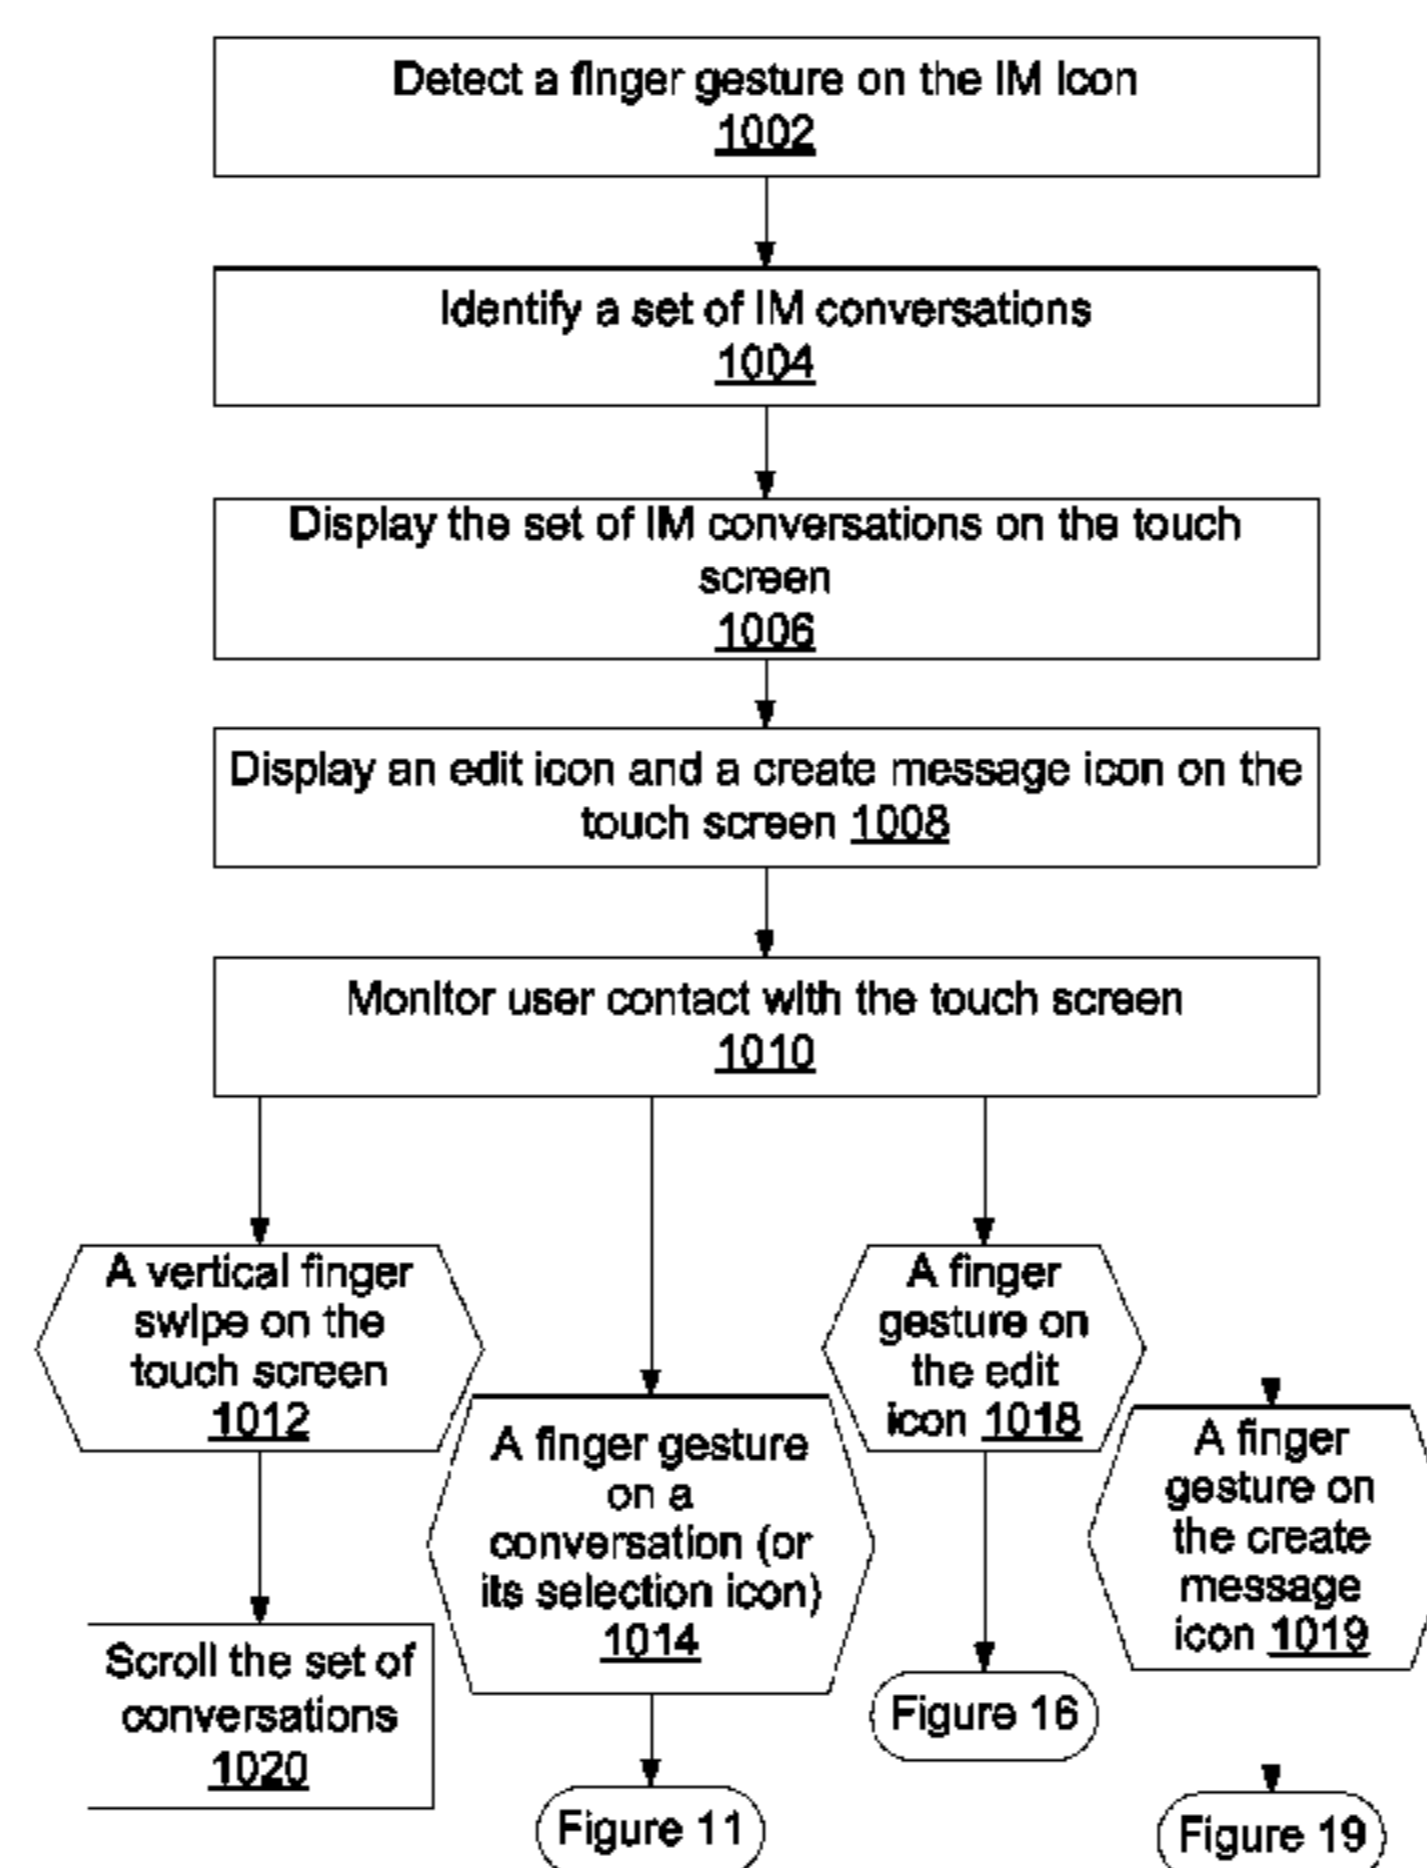 Detect a finger gesture on the IM icon
1002
Identify a set of IM conversations
1004
Display the set of IM conversations on the touch
screen
1006
Display an edit icon and a create message icon on the
touch screen 1008
Monitor user contact with the touch screen
1010
A vertical finger
swipe on the
touch screen
1012
A finger gesture
on a
conversation (or
its selection icon)
1014
A finger
gesture on
the edit
icon 1018
A finger
gesture on
the create
message
icon 1019
Scroll the set of
conversations
1020
Figure 11
Figure 16
Figure 19